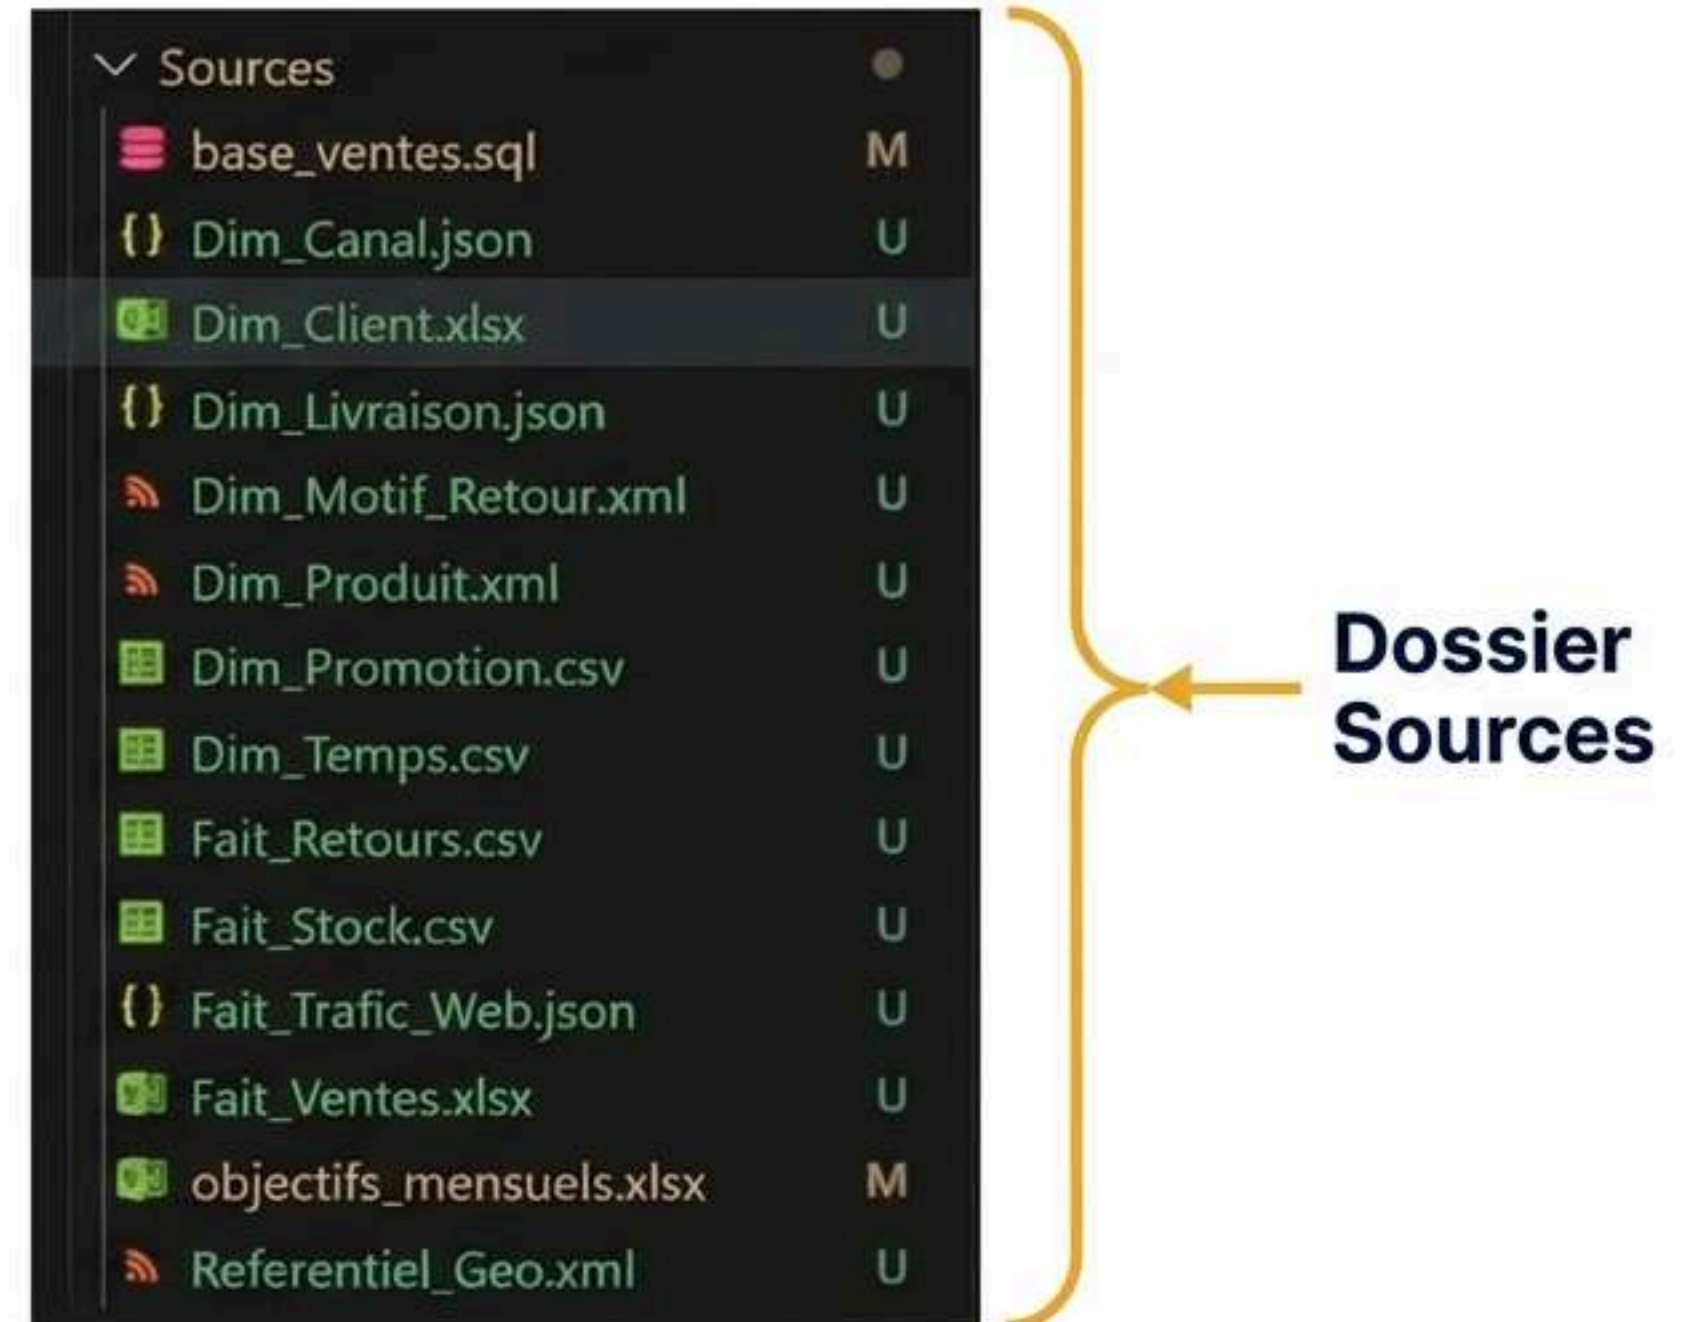 Sources
base_ventes.sql M
Dim_Canal.json U
Dim_Client.xlsx U
Dim_Livraison.json U
Dim_Motif_Retour.xml U
Dim_Produit.xml U
Dim_Promotion.csv U
Dim_Temps.csv U
Fait_Retours.csv U
Fait_Stock.csv U
Fait_Trafic_Web.json U
Fait_Ventes.xlsx U
objectifs_mensuels.xlsx M
Referentiel_Geo.xml U
Dossier
Sources